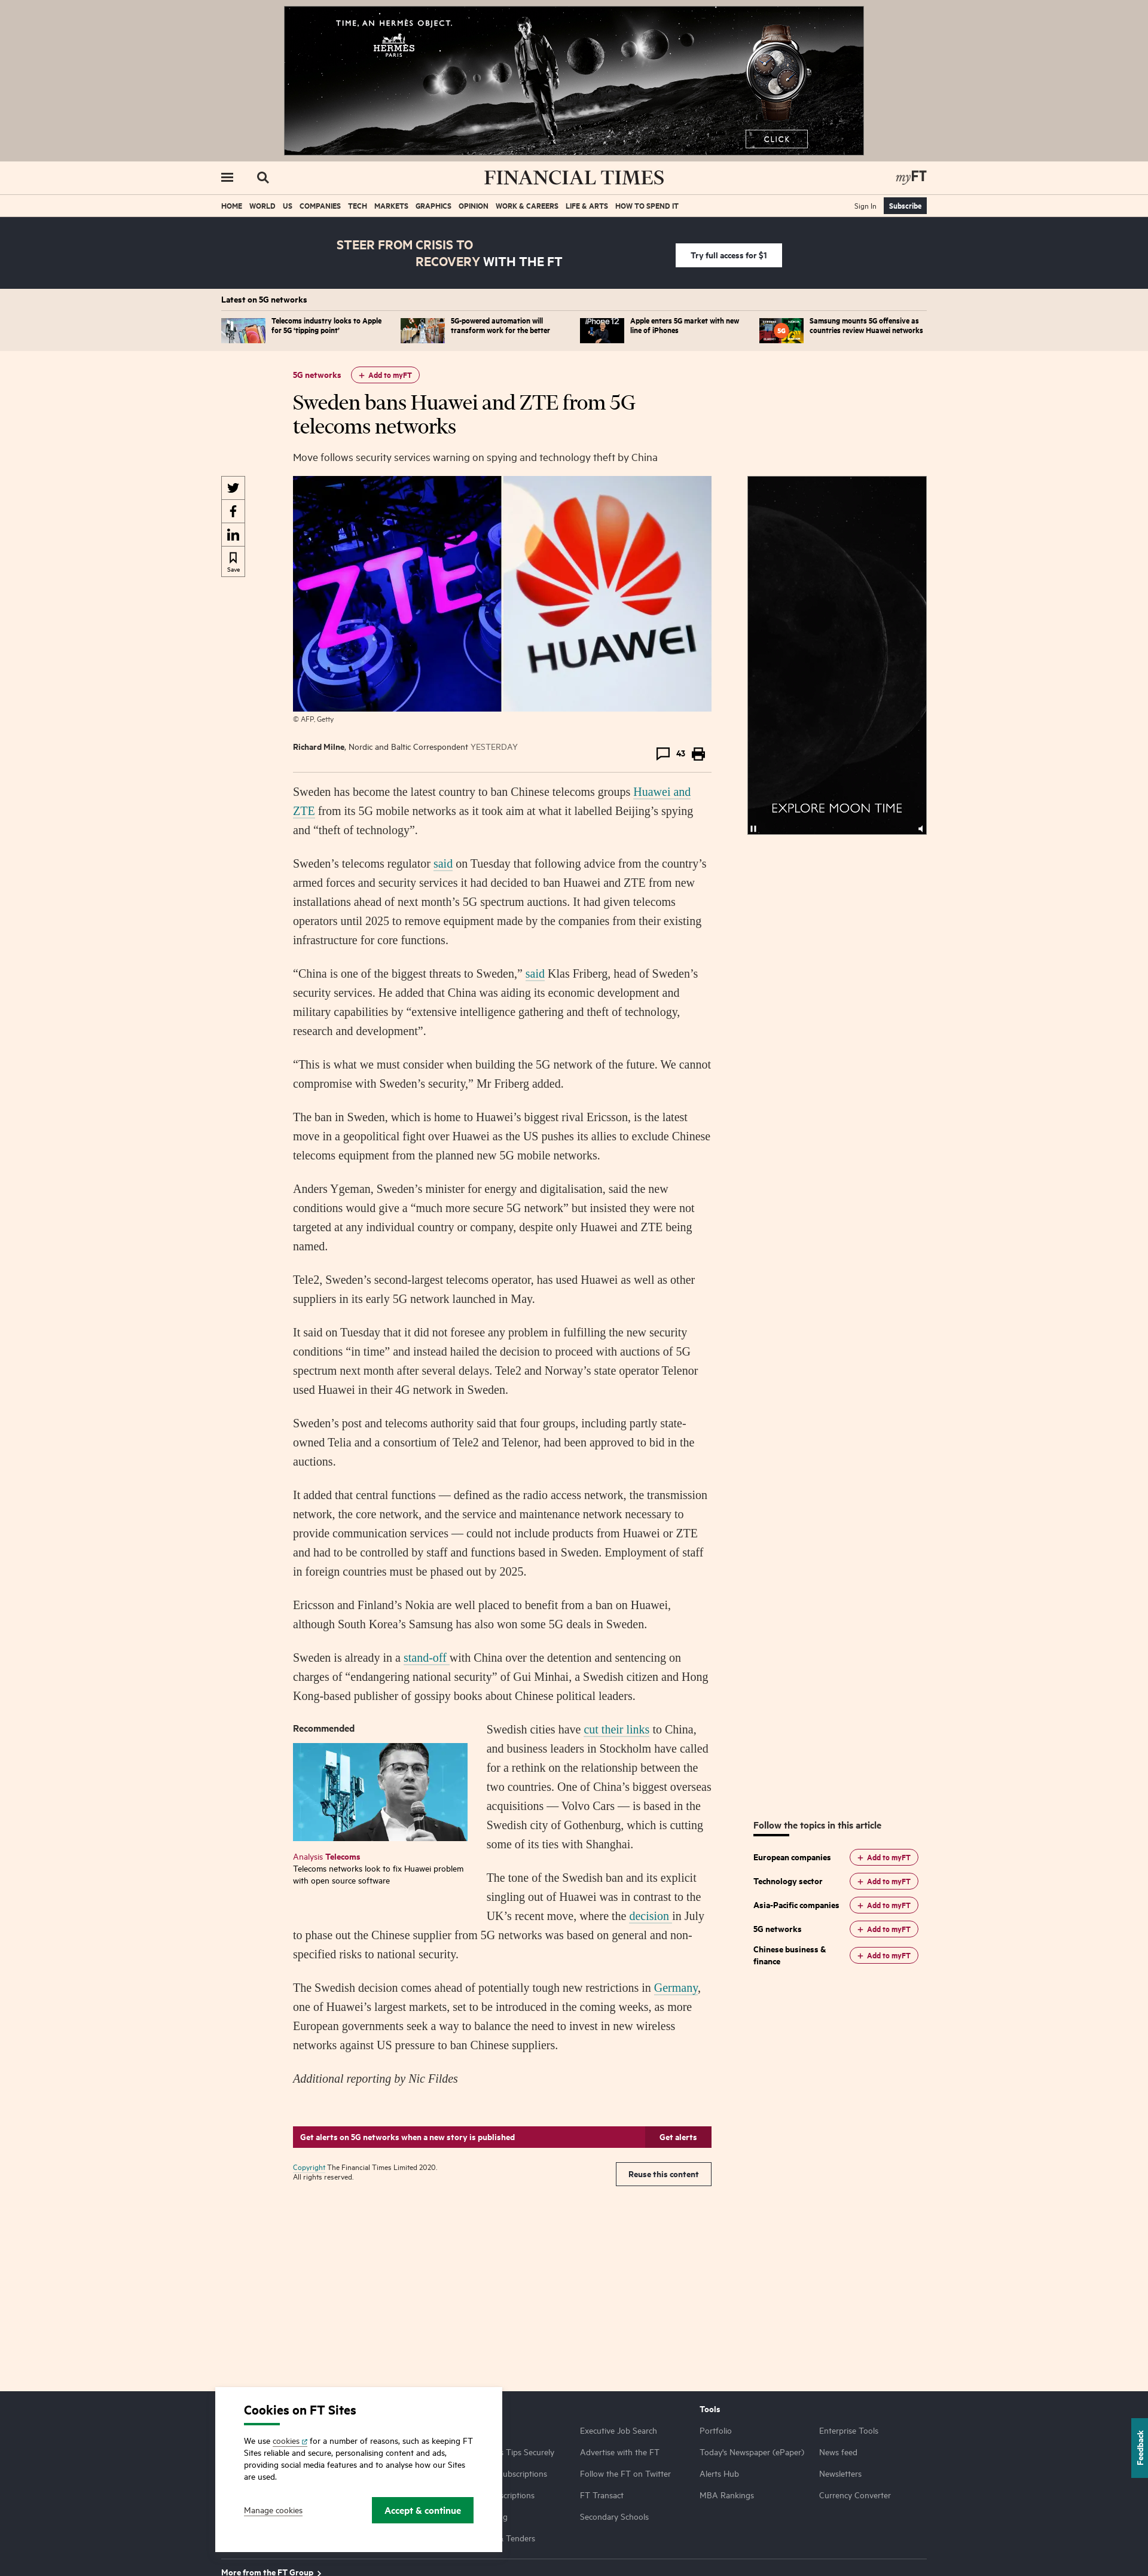 TIME, AN HERMÈS OBJECT.
HERMÈS
PARIS
CLICK
FINANCIAL TIMES
myFT
HOME WORLD US COMPANIES TECH MARKETS GRAPHICS OPINION WORK & CAREERS LIFE & ARTS HOW TO SPEND IT
Sign In Subscribe
STEER FROM CRISIS TO
RECOVERY WITH THE FT
Try full access for $1
Latest on 5G networks
Telecoms industry looks to Apple
for 5G ‘tipping point’
5G-powered automation will
transform work for the better
iPhone 12
Apple enters 5G market with new
line of iPhones
5G
Samsung mounts 5G offensive as
countries review Huawei networks
5G networks
+ Add to myFT
Sweden bans Huawei and ZTE from 5G
telecoms networks
Move follows security services warning on spying and technology theft by China
Save
ZTE
HUAWEI
EXPLORE MOON TIME
© AFP, Getty
Richard Milne, Nordic and Baltic Correspondent YESTERDAY
43
Sweden has become the latest country to ban Chinese telecoms groups Huawei and
ZTE from its 5G mobile networks as it took aim at what it labelled Beijing’s spying
and “theft of technology”.
Sweden’s telecoms regulator said on Tuesday that following advice from the country’s
armed forces and security services it had decided to ban Huawei and ZTE from new
installations ahead of next month’s 5G spectrum auctions. It had given telecoms
operators until 2025 to remove equipment made by the companies from their existing
infrastructure for core functions.
“China is one of the biggest threats to Sweden,” said Klas Friberg, head of Sweden’s
security services. He added that China was aiding its economic development and
military capabilities by “extensive intelligence gathering and theft of technology,
research and development”.
“This is what we must consider when building the 5G network of the future. We cannot
compromise with Sweden’s security,” Mr Friberg added.
The ban in Sweden, which is home to Huawei’s biggest rival Ericsson, is the latest
move in a geopolitical fight over Huawei as the US pushes its allies to exclude Chinese
telecoms equipment from the planned new 5G mobile networks.
Anders Ygeman, Sweden’s minister for energy and digitalisation, said the new
conditions would give a “much more secure 5G network” but insisted they were not
targeted at any individual country or company, despite only Huawei and ZTE being
named.
Tele2, Sweden’s second-largest telecoms operator, has used Huawei as well as other
suppliers in its early 5G network launched in May.
It said on Tuesday that it did not foresee any problem in fulfilling the new security
conditions “in time” and instead hailed the decision to proceed with auctions of 5G
spectrum next month after several delays. Tele2 and Norway’s state operator Telenor
used Huawei in their 4G network in Sweden.
Sweden’s post and telecoms authority said that four groups, including partly state-
owned Telia and a consortium of Tele2 and Telenor, had been approved to bid in the
auctions.
It added that central functions — defined as the radio access network, the transmission
network, the core network, and the service and maintenance network necessary to
provide communication services — could not include products from Huawei or ZTE
and had to be controlled by staff and functions based in Sweden. Employment of staff
in foreign countries must be phased out by 2025.
Ericsson and Finland’s Nokia are well placed to benefit from a ban on Huawei,
although South Korea’s Samsung has also won some 5G deals in Sweden.
Sweden is already in a stand-off with China over the detention and sentencing on
charges of “endangering national security” of Gui Minhai, a Swedish citizen and Hong
Kong-based publisher of gossipy books about Chinese political leaders.
Recommended
Analysis Telecoms
Telecoms networks look to fix Huawei problem
with open source software
Swedish cities have cut their links to China,
and business leaders in Stockholm have called
for a rethink on the relationship between the
two countries. One of China’s biggest overseas
acquisitions — Volvo Cars — is based in the
Swedish city of Gothenburg, which is cutting
some of its ties with Shanghai.
The tone of the Swedish ban and its explicit
singling out of Huawei was in contrast to the
UK’s recent move, where the decision in July
to phase out the Chinese supplier from 5G networks was based on general and non-
specified risks to national security.
The Swedish decision comes ahead of potentially tough new restrictions in Germany,
one of Huawei’s largest markets, set to be introduced in the coming weeks, as more
European governments seek a way to balance the need to invest in new wireless
networks against US pressure to ban Chinese suppliers.
Additional reporting by Nic Fildes
Follow the topics in this article
European companies + Add to myFT
Technology sector + Add to myFT
Asia-Pacific companies + Add to myFT
5G networks + Add to myFT
Chinese business &
finance + Add to myFT
Get alerts on 5G networks when a new story is published Get alerts
Copyright The Financial Times Limited 2020.
All rights reserved.
Reuse this content
Cookies on FT Sites
We use cookies for a number of reasons, such as keeping FT
Sites reliable and secure, personalising content and ads,
providing social media features and to analyse how our Sites
are used.
Manage cookies
Accept & continue
Tips Securely
Tenders
Executive Job Search
Advertise with the FT
Follow the FT on Twitter
FT Transact
Secondary Schools
Tools
Portfolio
Today's Newspaper (ePaper)
Alerts Hub
MBA Rankings
Enterprise Tools
News feed
Newsletters
Currency Converter
Feedback
More from the FT Group